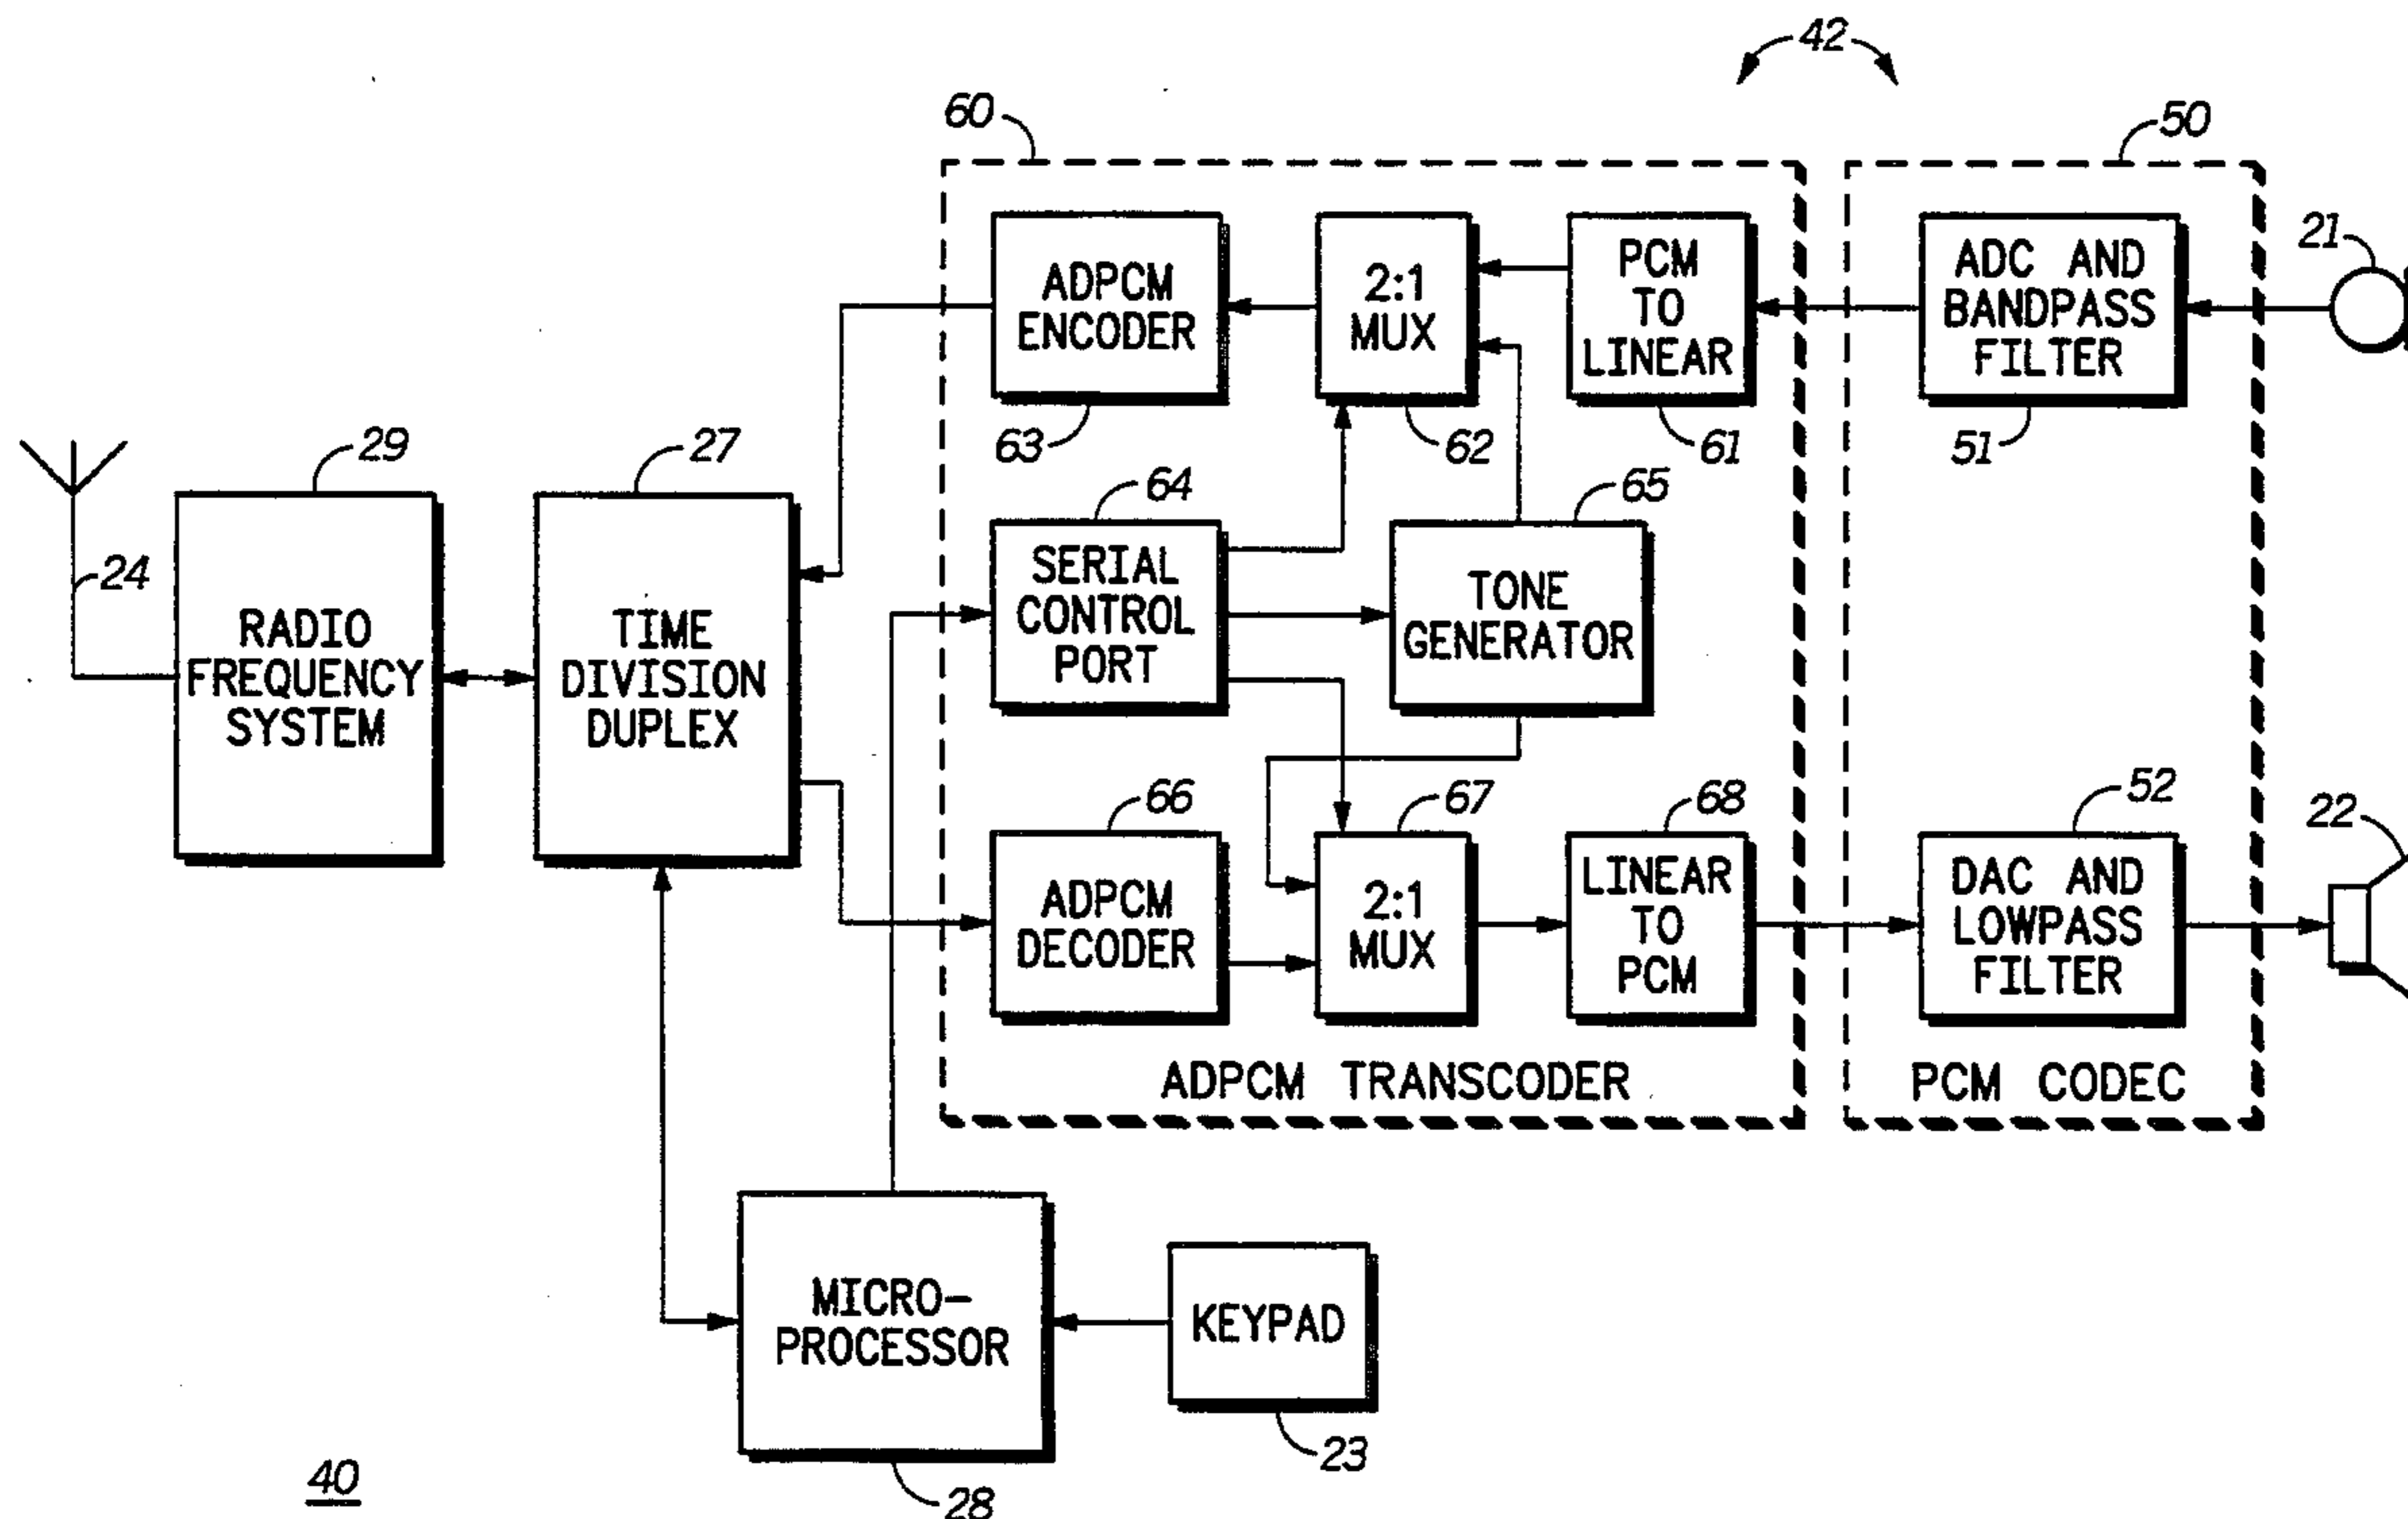 42
60
50
ADPCM
ENCODER
63
2:1
MUX
62
PCM
TO
LINEAR
61
ADC AND
BANDPASS
FILTER
51
21
29
RADIO
FREQUENCY
SYSTEM
24
27
TIME
DIVISION
DUPLEX
64
SERIAL
CONTROL
PORT
65
TONE
GENERATOR
66
ADPCM
DECODER
67
2:1
MUX
68
LINEAR
TO
PCM
52
DAC AND
LOWPASS
FILTER
22
ADPCM TRANSCODER
PCM CODEC
MICRO-
PROCESSOR
28
KEYPAD
23
40